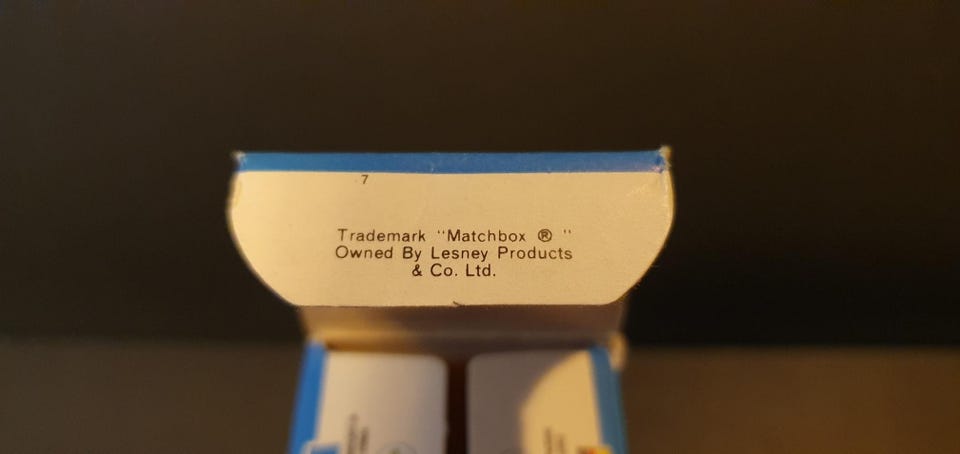 7
Trademark "Matchbox ® "
Owned By Lesney Products
& Co. Ltd.